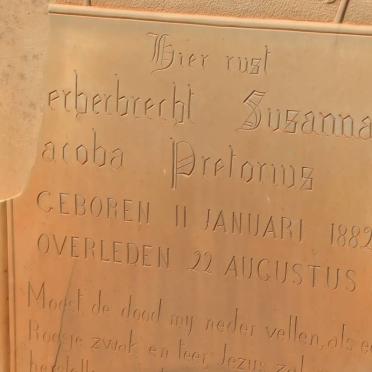 Hier rust
erberbrecht Susanna
acoba Pretorius
GEBOREN 11 JANUARI 1882
OVERLEDEN 22 AUGUSTUS
Moest de dood my neder vellen, als e
Roosje zwak en teer Jezus zal